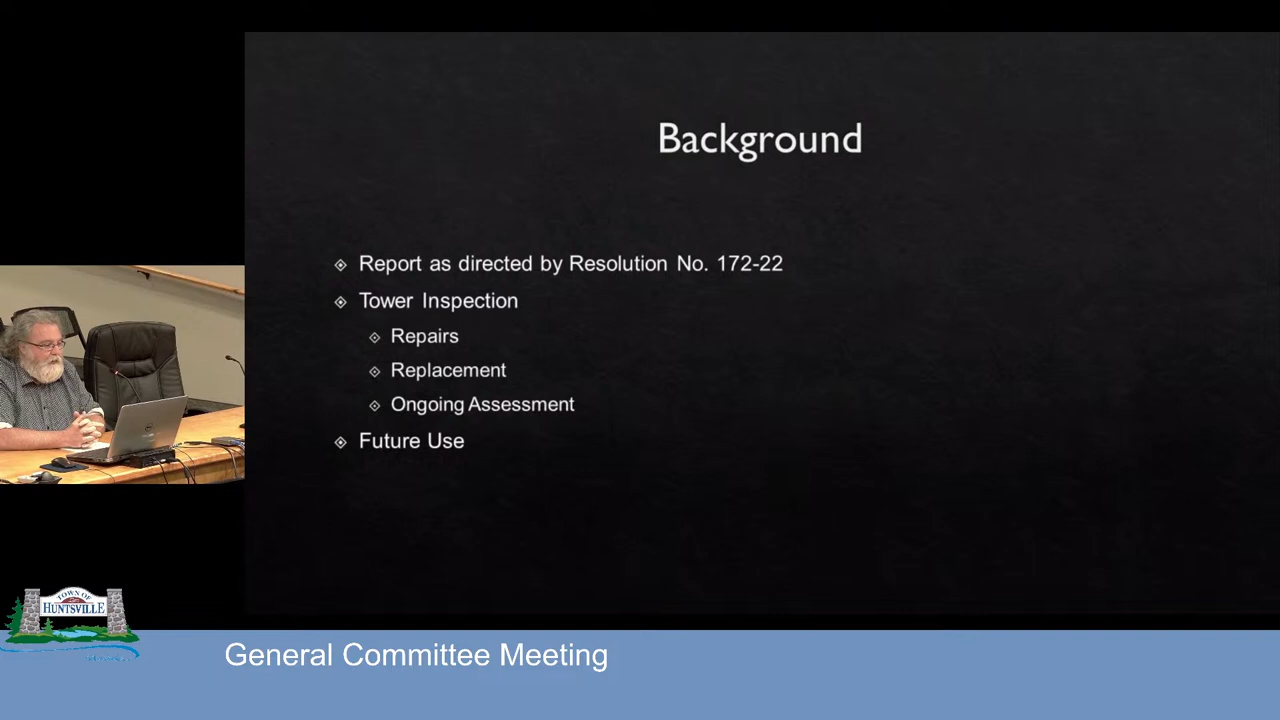 Background
Report as directed by Resolution No. 172-22
Tower Inspection
Repairs
Replacement
Ongoing Assessment
Future Use
TOWN OF
HUNTSVILLE
General Committee Meeting